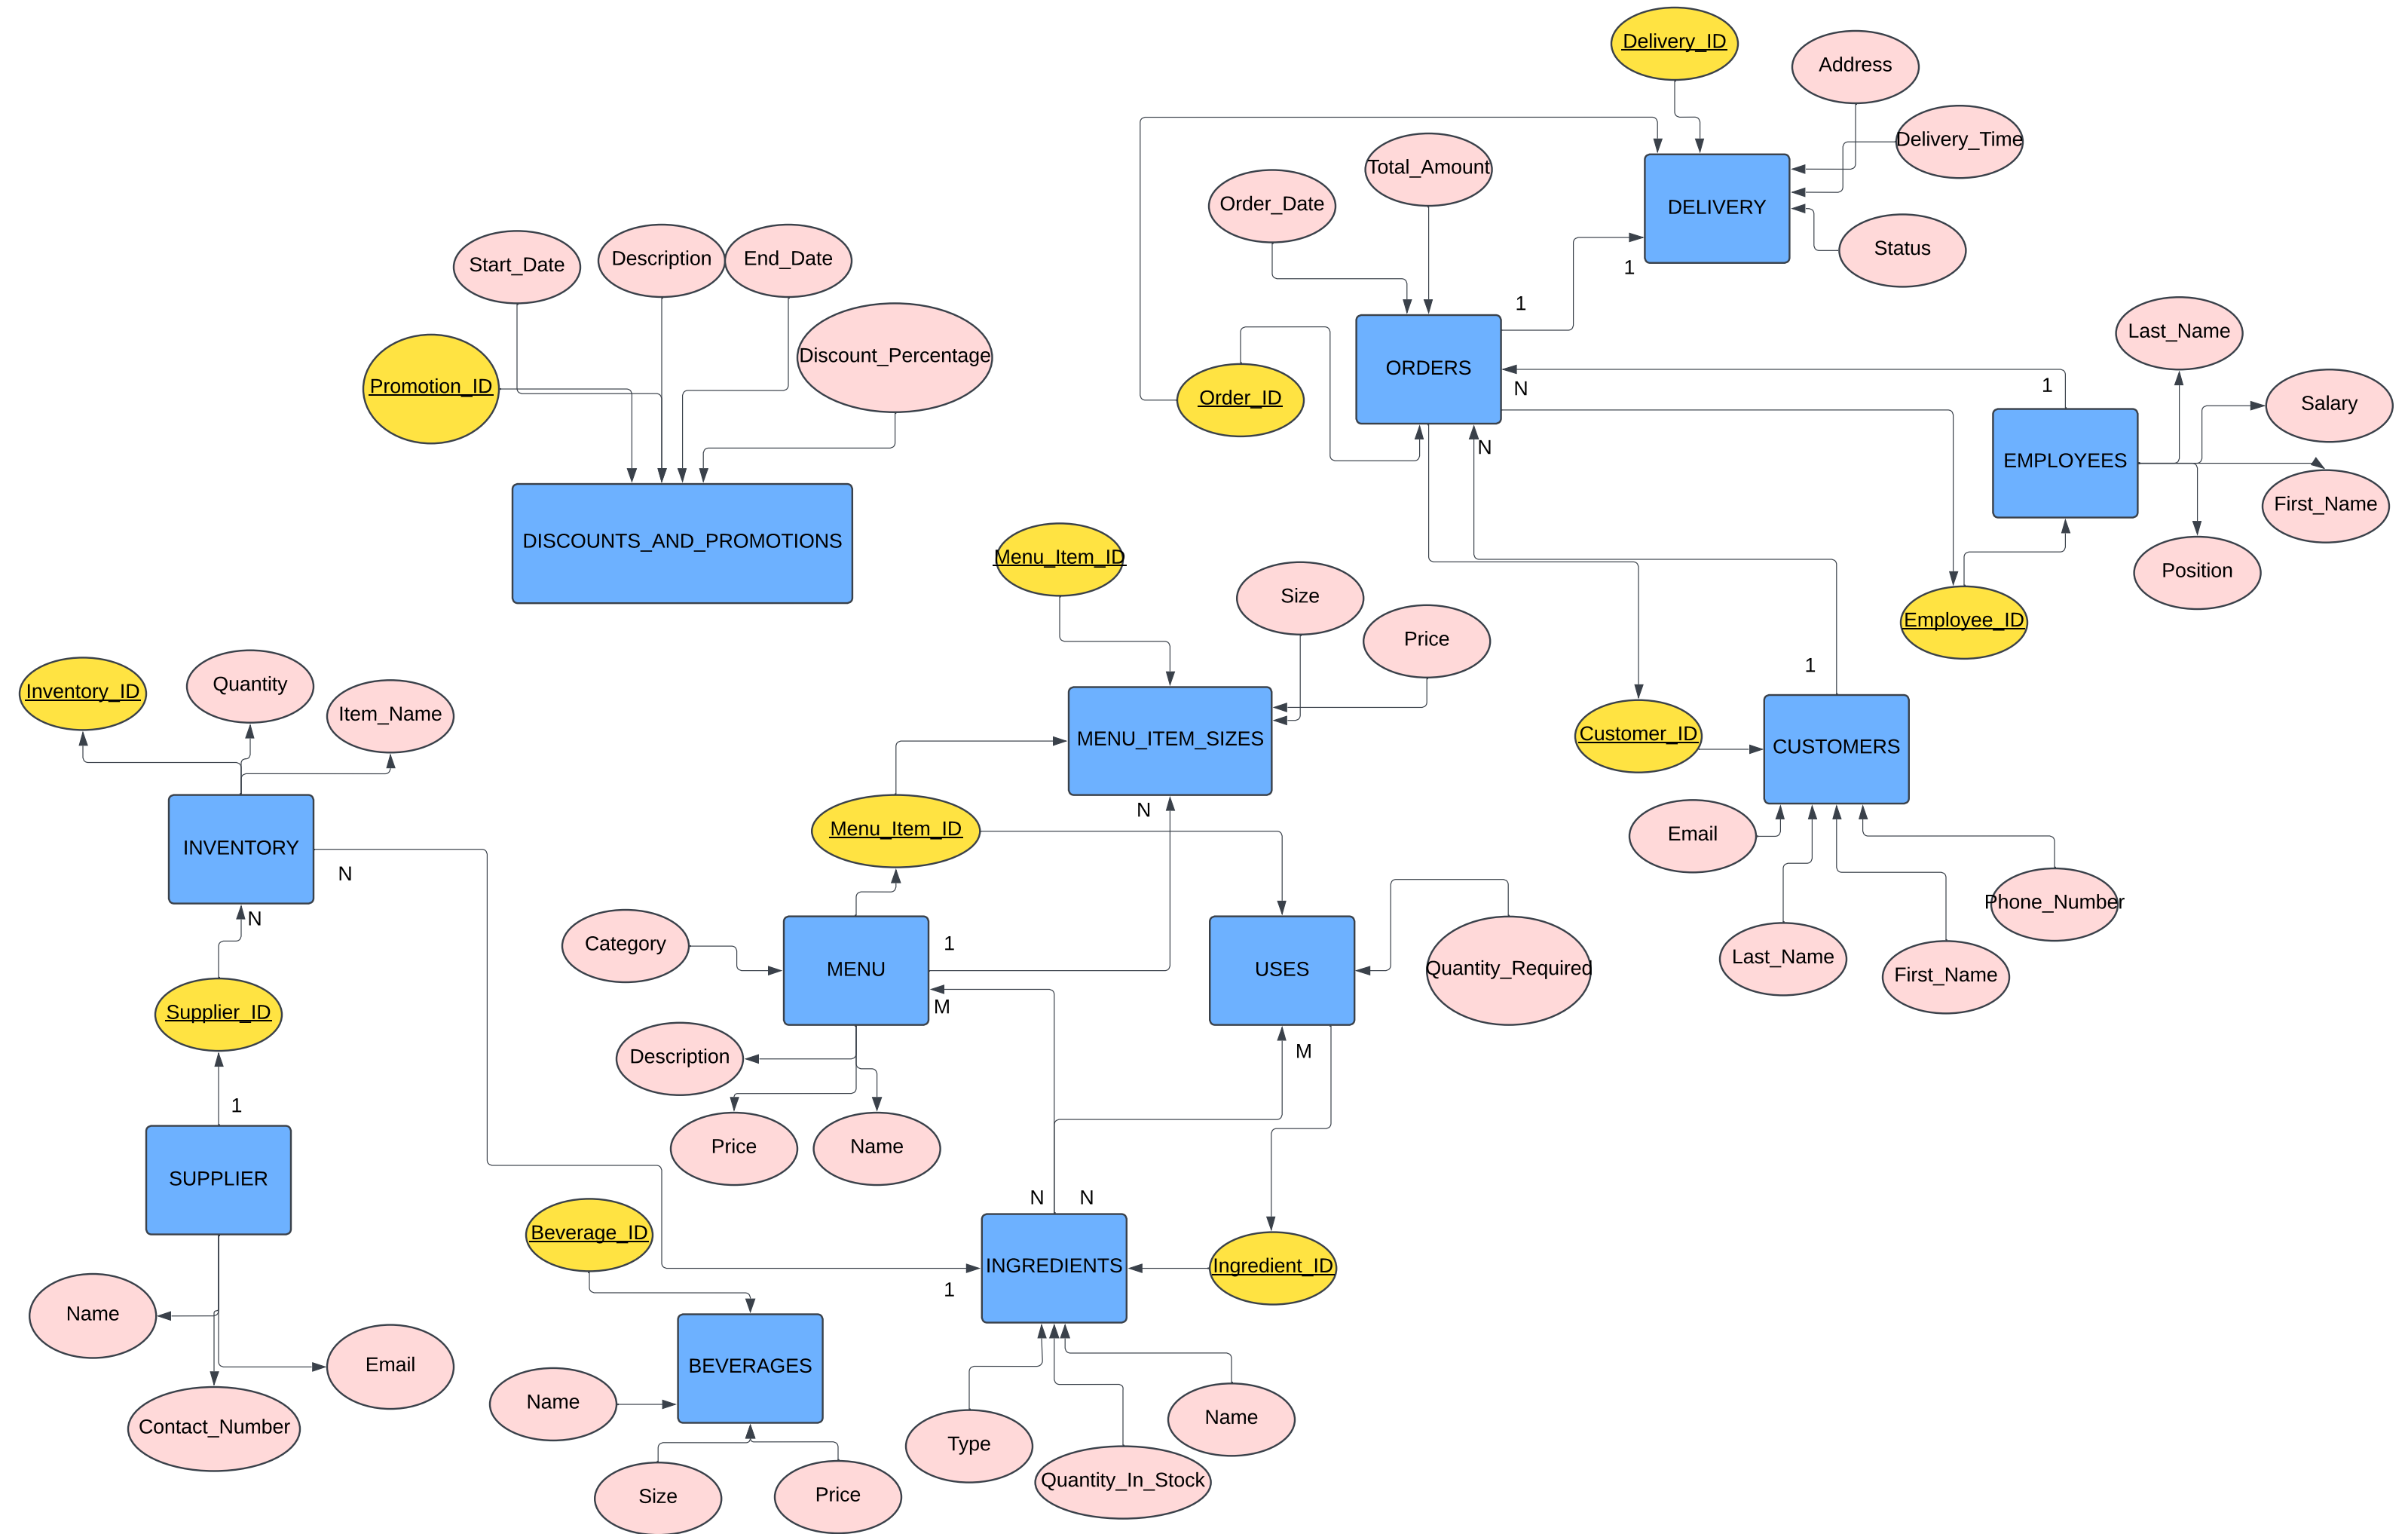 Delivery_ID
Address
Delivery_Time
Total_Amount
Order_Date
DELIVERY
Status
1
1
Start_Date
Description
End_Date
Discount_Percentage
Promotion_ID
ORDERS
Order_ID
N
N
1
Last_Name
Salary
EMPLOYEES
First_Name
Position
Employee_ID
DISCOUNTS_AND_PROMOTIONS
Menu_Item_ID
Size
Price
1
Inventory_ID
Quantity
Item_Name
MENU_ITEM_SIZES
Customer_ID
CUSTOMERS
N
Menu_Item_ID
Email
INVENTORY
N
N
Phone_Number
Last_Name
First_Name
Category
1
MENU
M
USES
Quantity_Required
Supplier_ID
Description
M
1
Price
Name
SUPPLIER
N
N
Beverage_ID
INGREDIENTS
Ingredient_ID
1
Name
Email
BEVERAGES
Name
Contact_Number
Type
Name
Quantity_In_Stock
Size
Price